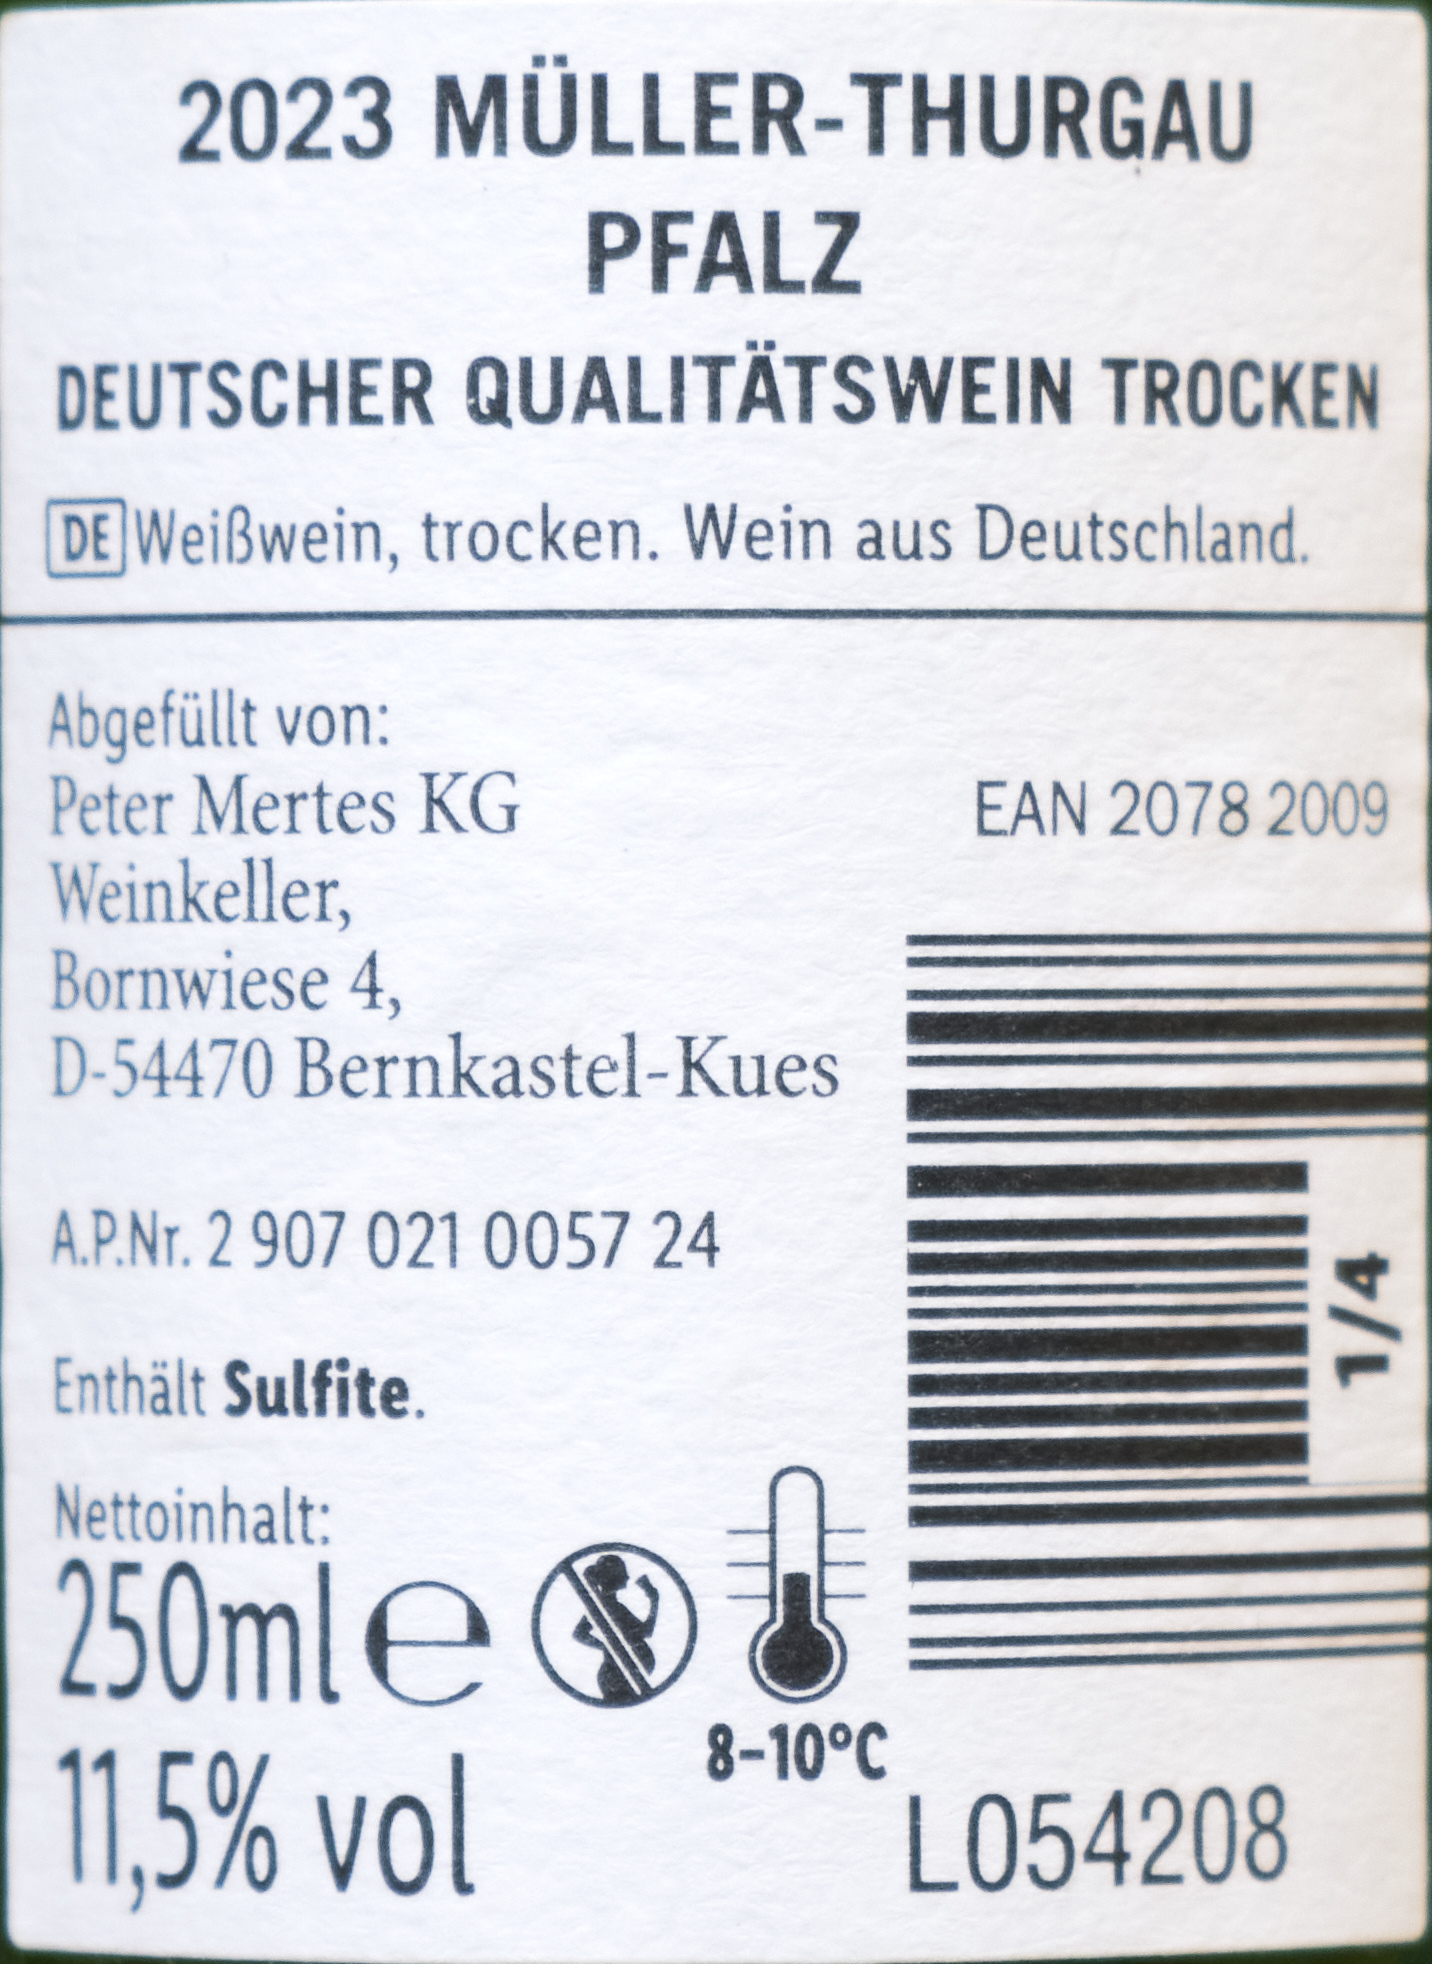 2023 MÜLLER-THURGAU
PFALZ
DEUTSCHER QUALITÄTSWEIN TROCKEN
DE Weißwein, trocken. Wein aus Deutschland.
Abgefüllt von:
Peter Mertes KG
Weinkeller,
Bornwiese 4,
D-54470 Bernkastel-Kues
EAN 2078 2009
A.P.Nr. 2 907 021 0057 24
1/4
Enthält Sulfite.
Nettoinhalt:
250ml e
8-10°C
11,5% vol
L054208